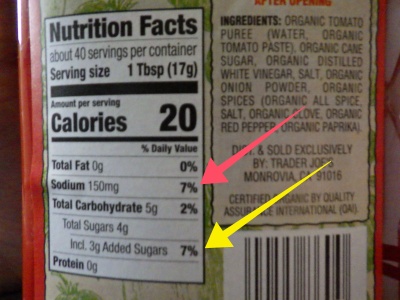 Nutrition Facts
about 40 servings per container
Serving size 1 Tbsp (17g)
Amount per serving
Calories 20
% Daily Value
Total Fat 0g 0%
Sodium 150mg 7%
Total Carbohydrate 5g 2%
Total Sugars 4g
Incl. 3g Added Sugars 7%
Protein 0g
AFTER OPENING
INGREDIENTS: ORGANIC TOMATO
PUREE (WATER, ORGANIC
TOMATO PASTE), ORGANIC CANE
SUGAR, ORGANIC DISTILLED
WHITE VINEGAR, SALT, ORGANIC
ONION POWDER, ORGANIC
SPICES (ORGANIC ALL SPICE,
SALT, ORGANIC CLOVE, ORGANIC
RED PEPPER, ORGANIC PAPRIKA).
DIST. & SOLD EXCLUSIVELY
BY: TRADER JOE'S
MONROVIA, CA 91016
CERTIFIED ORGANIC BY QUALITY
ASSURANCE INTERNATIONAL (QAI)